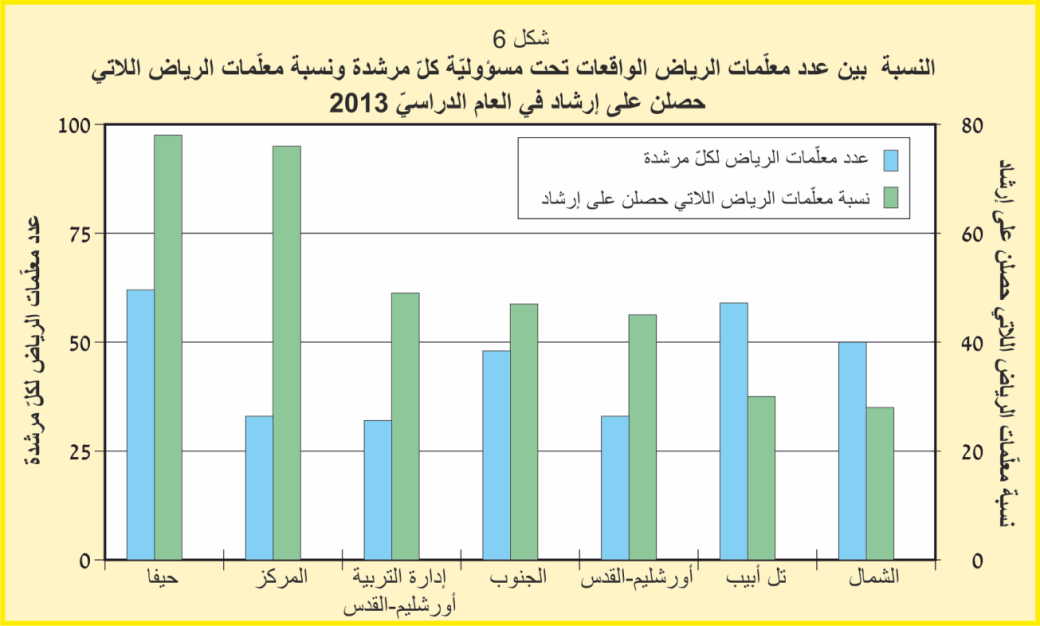 شكل 6
النسبة بين عدد معلّمات الرياض الواقعات تحت مسؤوليّة كلّ مرشدة ونسبة معلّمات الرياض اللاتي
حصلن على إرشاد في العام الدراسيّ 2013
عدد معلّمات الرياض لكلّ مرشدة
نسبة معلّمات الرياض اللاتي حصلن على إرشاد
عدد معلّمات الرياض لكلّ مرشدة
100
75
50
25
0
نسبة معلّمات الرياض اللاتي حصلن على إرشاد
80
60
40
20
0
حيفا
المركز
إدارة التربية
أورشليم-القدس
الجنوب
أورشليم-القدس
تل أبيب
الشمال